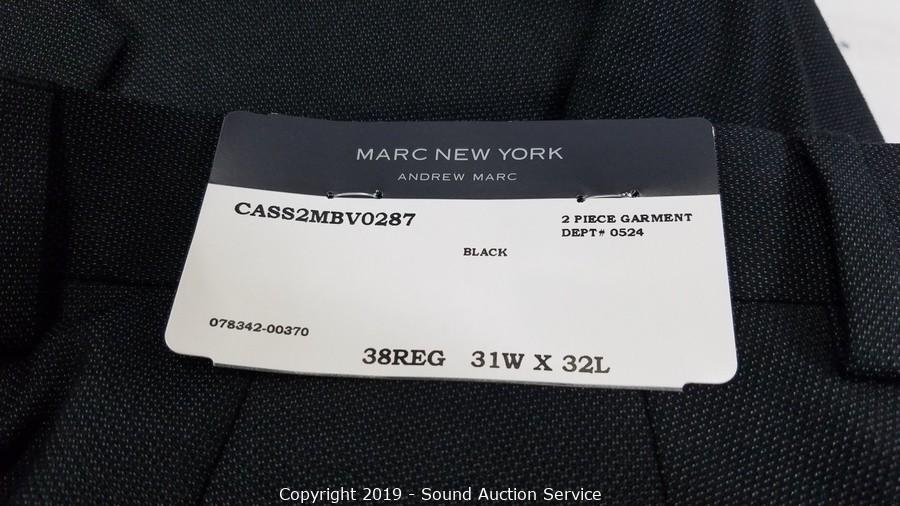 MARC NEW YORK
ANDREW MARC
CASS2MBV0287
2 PIECE GARMENT
DEPT# 0524
BLACK
078342-00370
38REG 31W X 32L
Copyright 2019 - Sound Auction Service